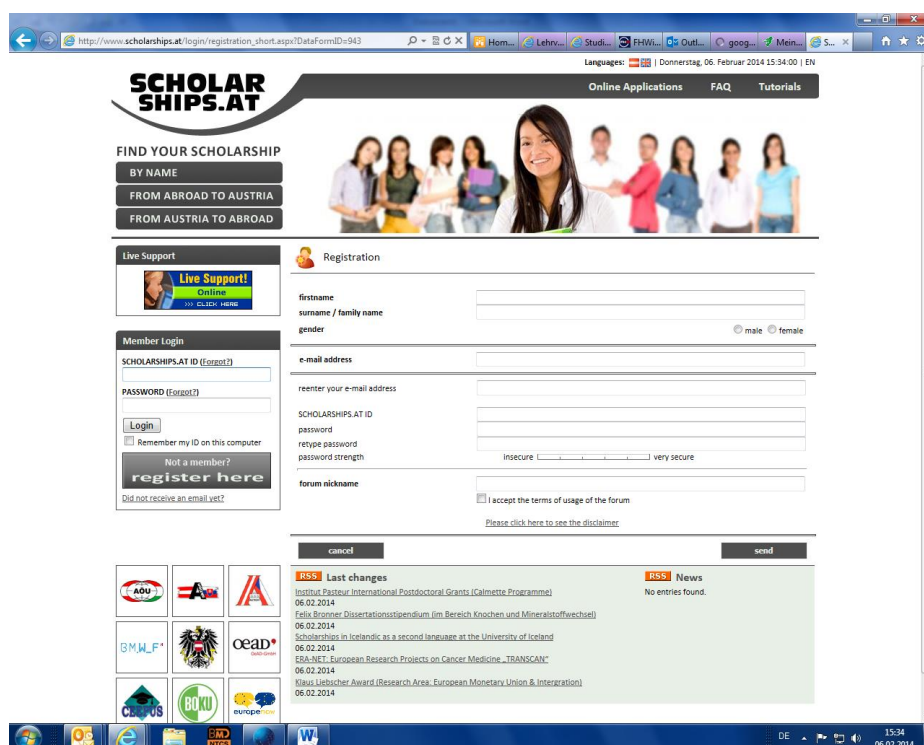 http://www.scholarships.at/login/registration_short.aspx?DataFormID=943
Hom...
Lehrv...
Studi...
FHWi...
Outl...
goog...
Mein...
S...
Languages: | Donnerstag, 06. Februar 2014 15:34:00 | EN
SCHOLAR
SHIPS.AT
Online Applications FAQ Tutorials
FIND YOUR SCHOLARSHIP
BY NAME
FROM ABROAD TO AUSTRIA
FROM AUSTRIA TO ABROAD
Live Support
Live Support!
Online
>>> CLICK HERE
Member Login
SCHOLARSHIPS.AT ID (Forgot?)
PASSWORD (Forgot?)
Login
Remember my ID on this computer
Not a member?
register here
Did not receive an email yet?
Registration
firstname
surname / family name
gender
male female
e-mail address
reenter your e-mail address
SCHOLARSHIPS.AT ID
password
retype password
password strength insecure very secure
forum nickname
I accept the terms of usage of the forum
Please click here to see the disclaimer
cancel send
RSS Last changes
Institut Pasteur International Postdoctoral Grants (Calmette Programme)
06.02.2014
Felix Bronner Dissertationsstipendium (im Bereich Knochen und Mineralstoffwechsel)
06.02.2014
Scholarships in Icelandic as a second language at the University of Iceland
06.02.2014
ERA-NET: European Research Projects on Cancer Medicine „TRANSCAN"
06.02.2014
Klaus Liebscher Award (Research Area: European Monetary Union & Intergration)
06.02.2014
RSS News
No entries found.
AÖU
BM.W_F
OeAD
CEEPUS
BOKU
europe now
BMD
NTCS
DE
15:34
06.02.2014